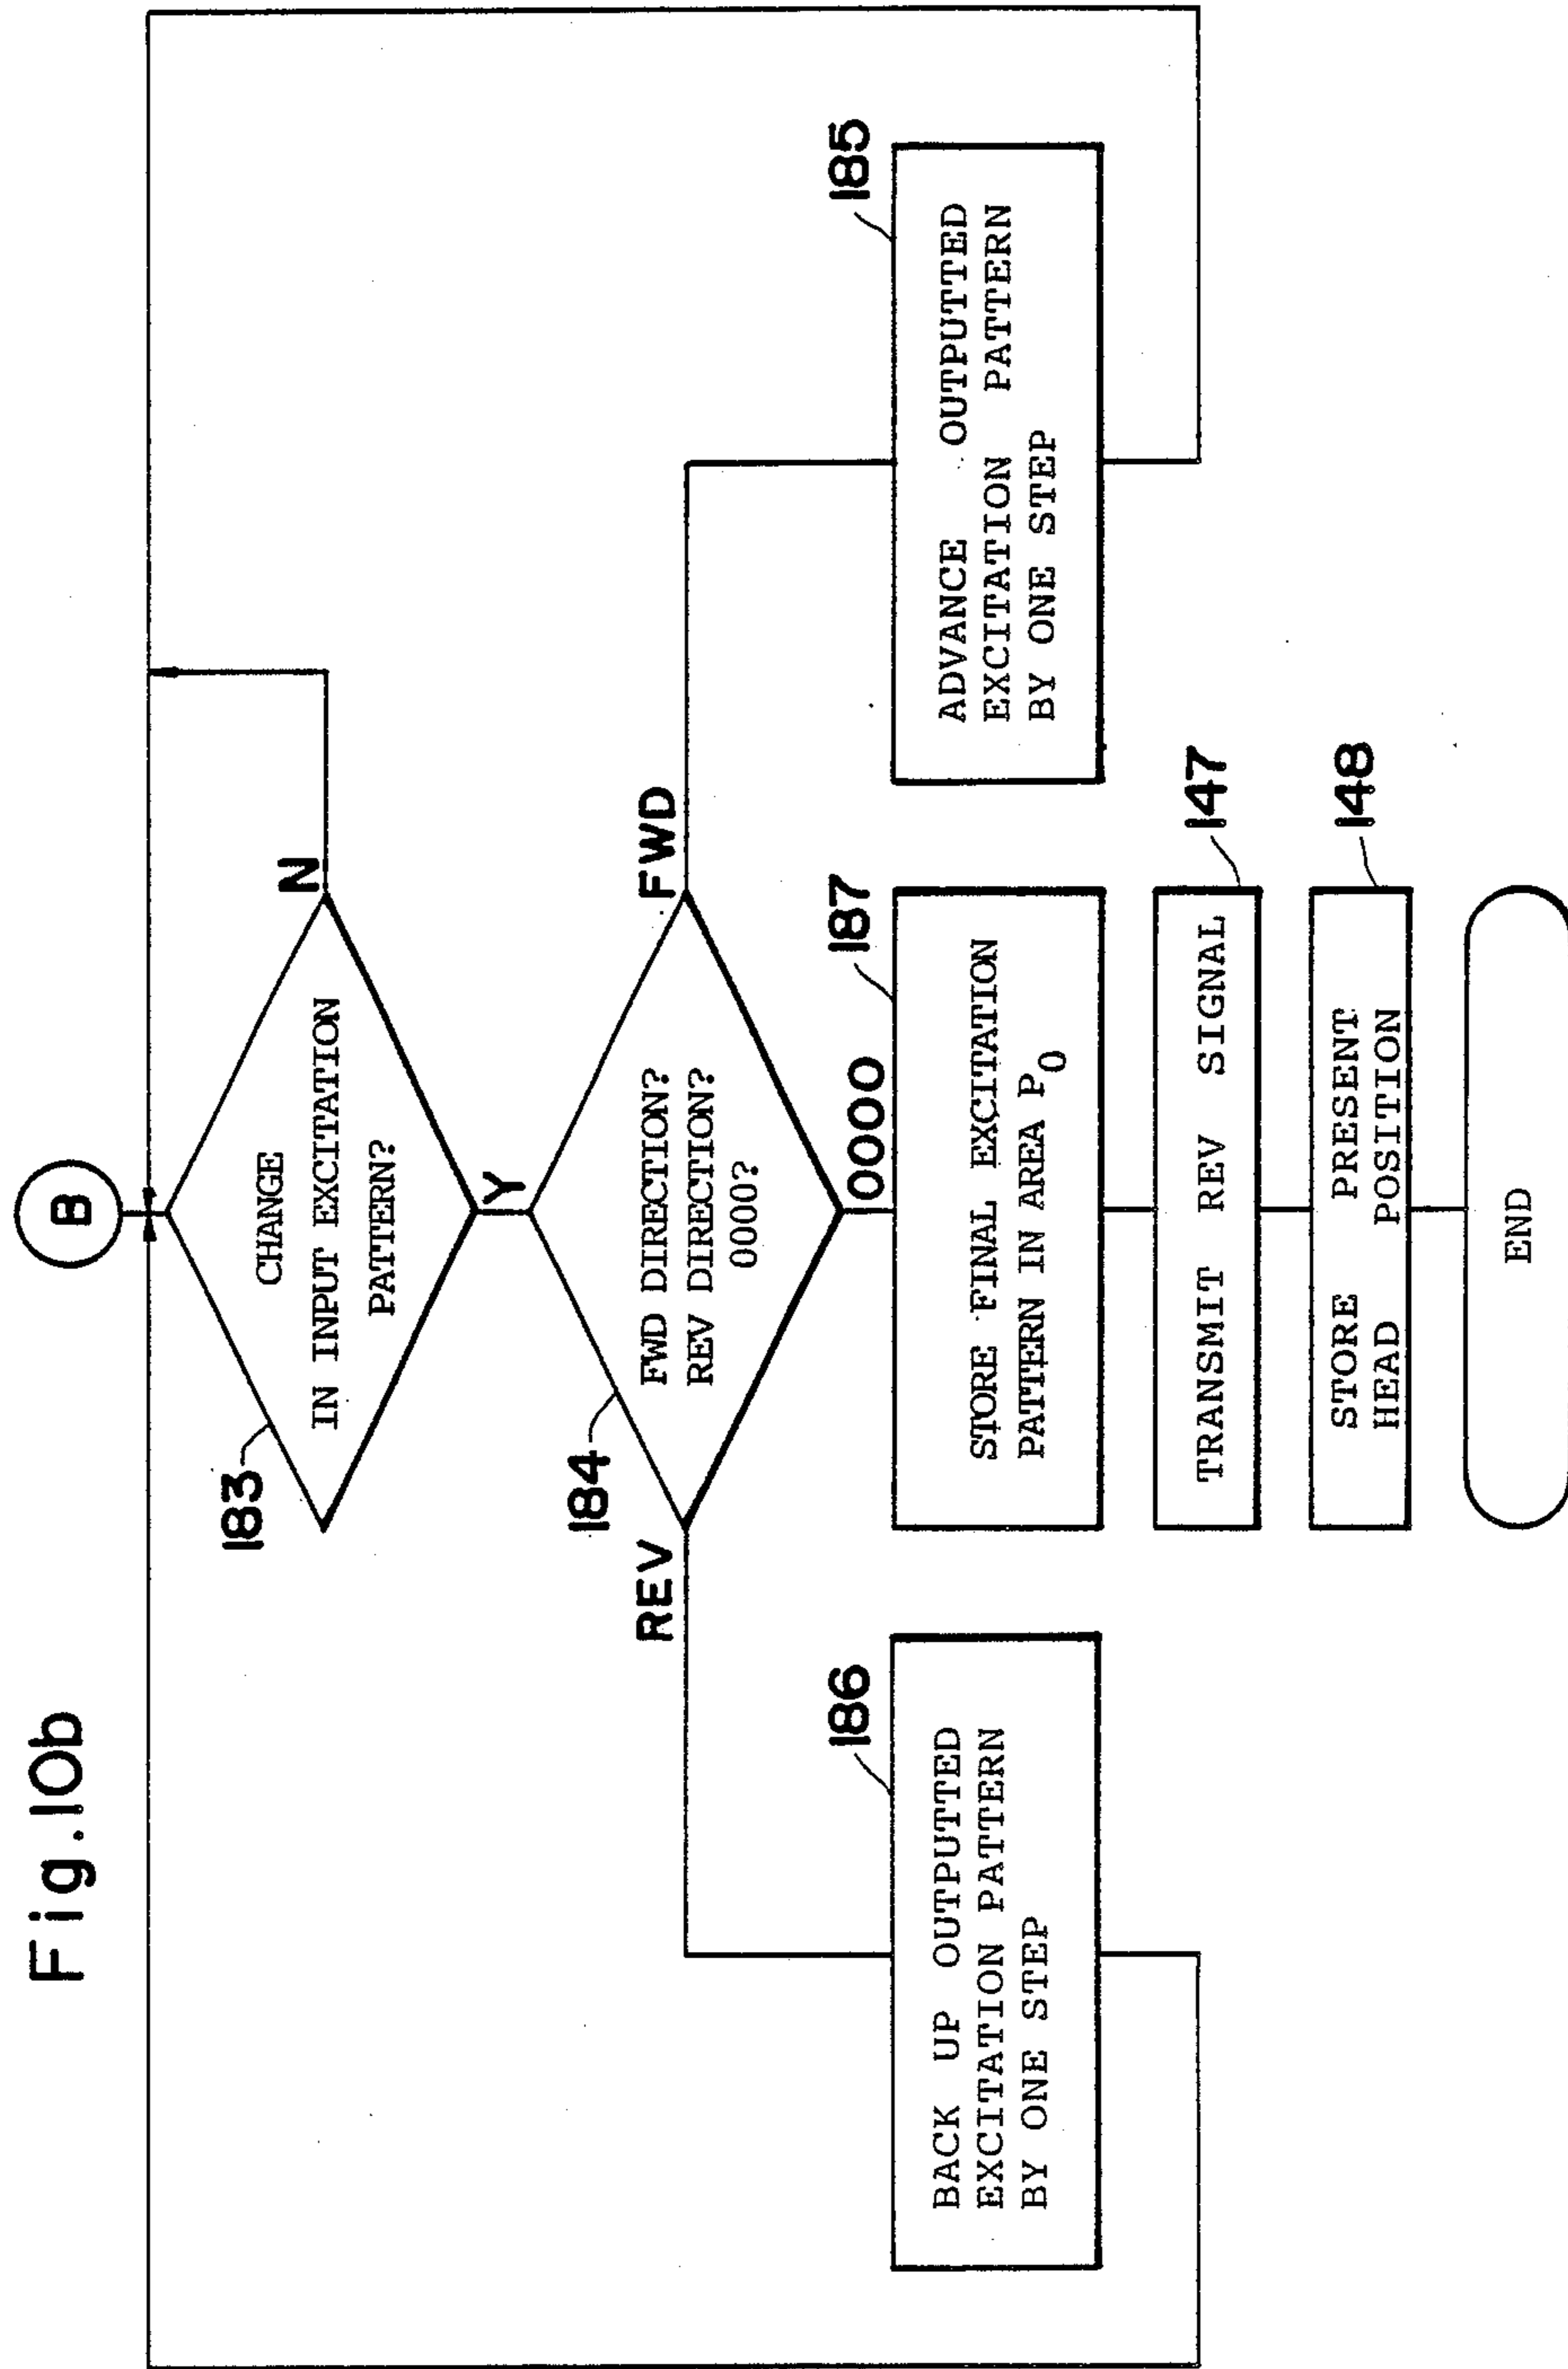 Fig.10b
B
183
CHANGE
IN INPUT EXCITATION
PATTERN?
N
Y
184
FWD DIRECTION?
REV DIRECTION?
0000?
REV
FWD
0000
186
BACK UP OUTPUTTED
EXCITATION PATTERN
BY ONE STEP
187
STORE FINAL EXCITATION
PATTERN IN AREA P0
185
ADVANCE OUTPUTTED
EXCITATION PATTERN
BY ONE STEP
147
TRANSMIT REV SIGNAL
148
STORE PRESENT
HEAD POSITION
END